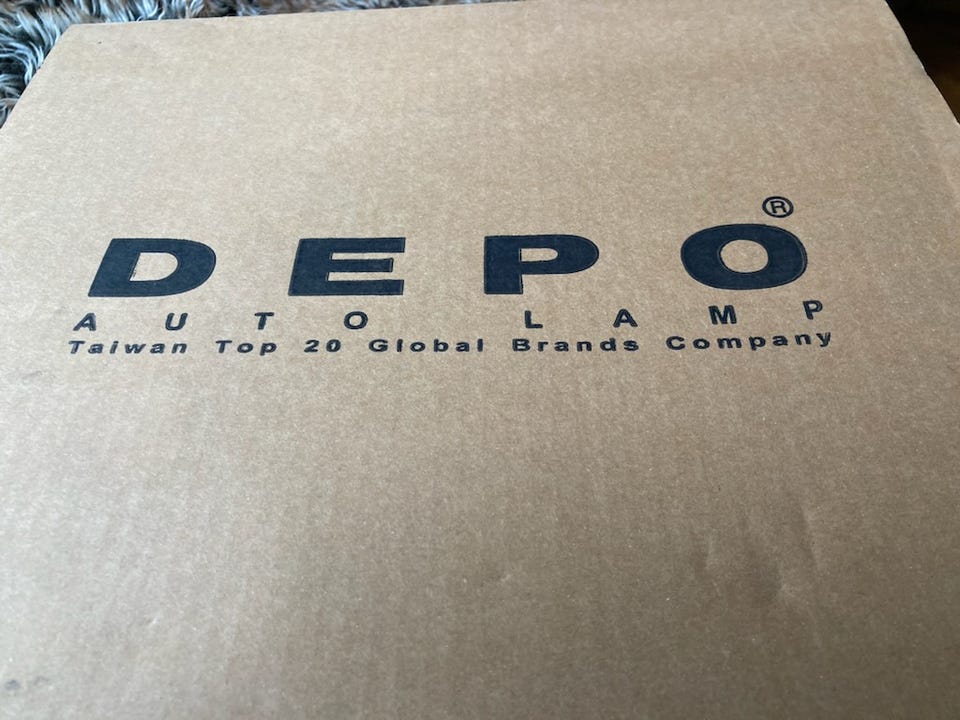 DEPO®
AUTO LAMP
Taiwan Top 20 Global Brands Company